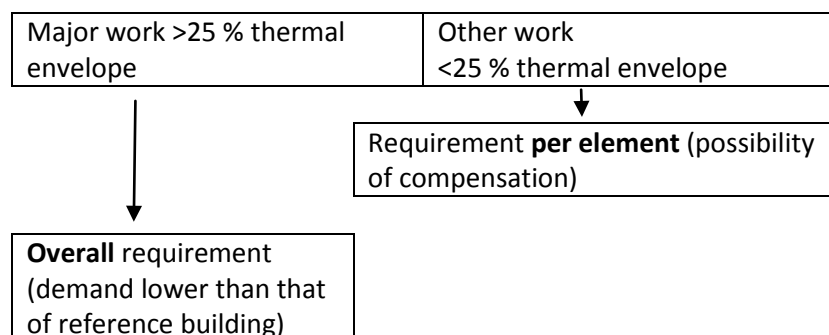 Major work >25 % thermal
envelope
Other work
<25 % thermal envelope
Requirement per element (possibility
of compensation)
Overall requirement
(demand lower than that
of reference building)